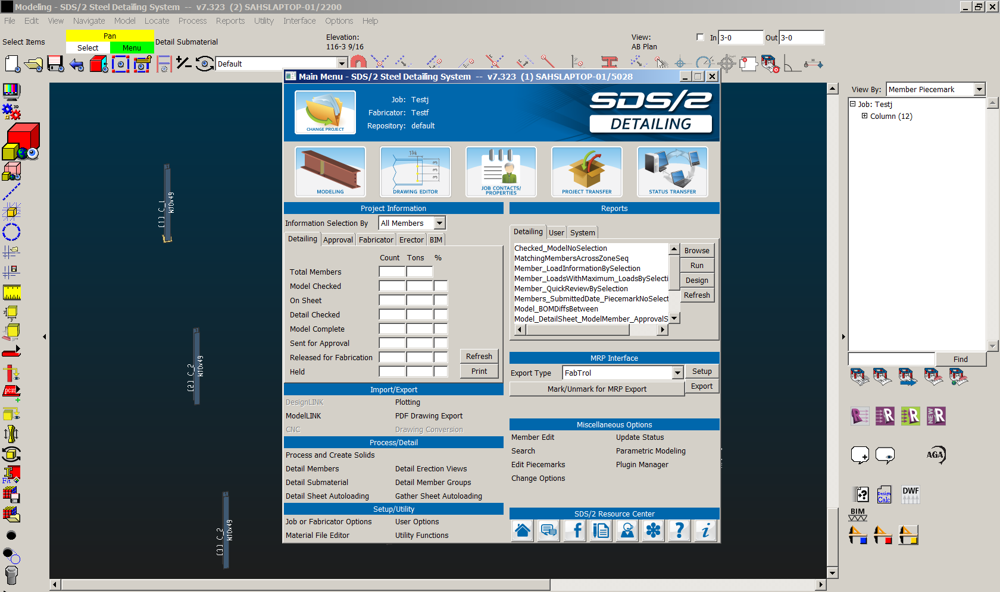 Modeling - SDS/2 Steel Detailing System -- v7.323 (2) SAHSLAPTOP-01/2200
File Edit View Navigate Model Locate Process Reports Utility Interface Options Help
Select Items
Pan
Select Menu
Detail Submaterial
Elevation:
116-3 9/16
View:
AB Plan
In 3-0 Out 3-0
Default
Main Menu - SDS/2 Steel Detailing System -- v7.323 (1) SAHSLAPTOP-01/5028
CHANGE PROJECT
Job: Testj
Fabricator: Testf
Repository: default
SDS/2
DETAILING
MODELING
DRAWING EDITOR
JOB CONTACTS/
PROPERTIES
PROJECT TRANSFER
STATUS TRANSFER
Project Information
Information Selection By All Members
Detailing Approval Fabricator Erector BIM
Count Tons %
Total Members
Model Checked
On Sheet
Detail Checked
Model Complete
Sent for Approval
Released for Fabrication
Held
Refresh
Print
Import/Export
DesignLINK Plotting
ModelLINK PDF Drawing Export
CNC Drawing Conversion
Process/Detail
Process and Create Solids
Detail Members Detail Erection Views
Detail Submaterial Detail Member Groups
Detail Sheet Autoloading Gather Sheet Autoloading
Setup/Utility
Job or Fabricator Options User Options
Material File Editor Utility Functions
Reports
Detailing User System
Checked_ModelNoSelection
MatchingMembersAcrossZoneSeq
Member_LoadInformationBySelection
Member_LoadsWithMaximum_LoadsBySelecti
Member_QuickReviewBySelection
Members_SubmittedDate_PiecemarkNoSelect
Model_BOMDiffsBetween
Model_DetailSheet_ModelMember_ApprovalS
Browse
Run
Design
Refresh
MRP Interface
Export Type FabTrol Setup
Mark/Unmark for MRP Export Export
Miscellaneous Options
Member Edit Update Status
Search Parametric Modeling
Edit Piecemarks Plugin Manager
Change Options
SDS/2 Resource Center
View By: Member Piecemark
Job: Testj
Column (12)
Find
[1] C_1
W10x49
[2] C_2
W10x49
[3] C_2
W10x49
3D
pcm
Fit
R R R NEW R
AGA
Design
Calc
DWF
BIM